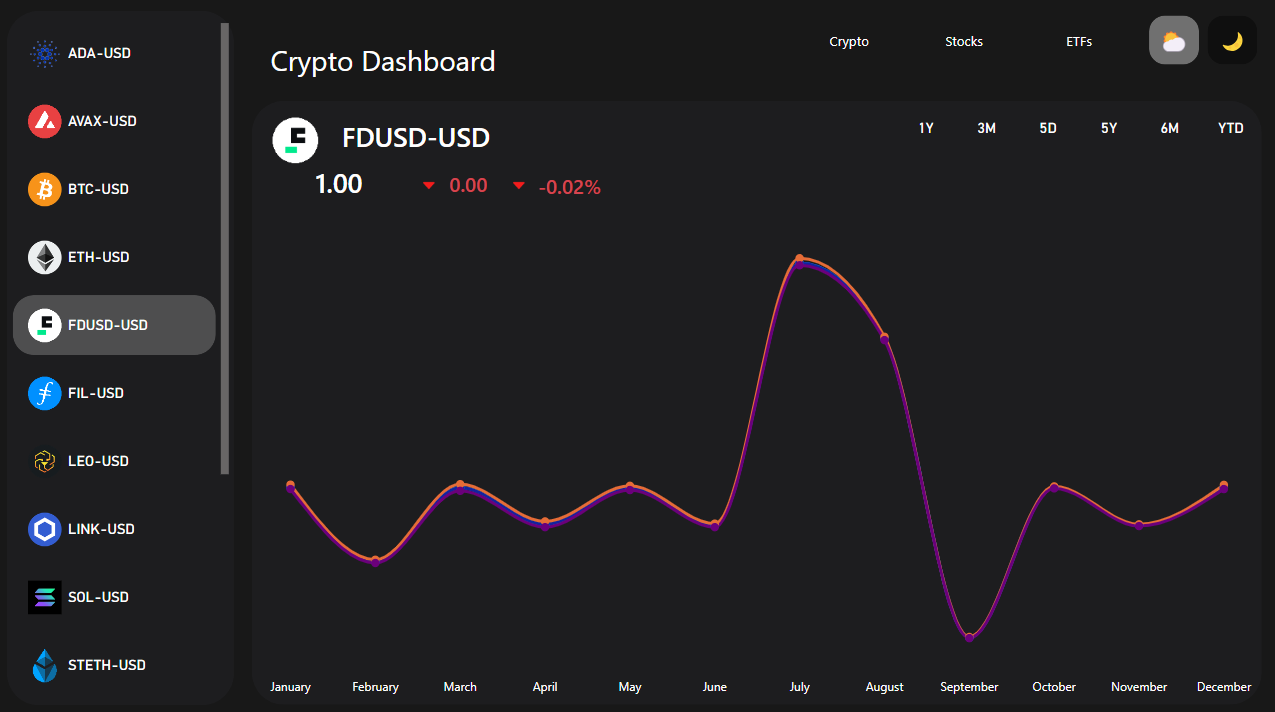 ADA-USD
AVAX-USD
BTC-USD
ETH-USD
FDUSD-USD
FIL-USD
LEO-USD
LINK-USD
SOL-USD
STETH-USD
Crypto Dashboard
Crypto Stocks ETFs
FDUSD-USD
1Y 3M 5D 5Y 6M YTD
1.00 0.00 -0.02%
January February March April May June July August September October November December